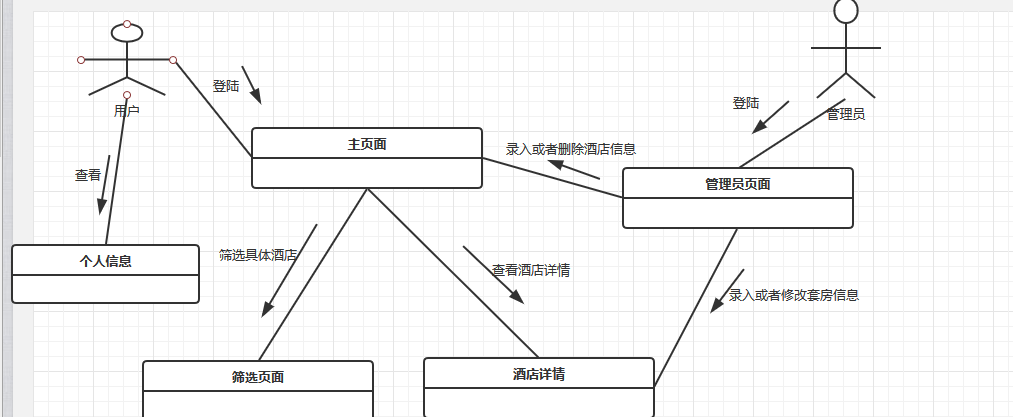 登陆
用户
登陆
管理员
主页面
录入或者删除酒店信息
查看
管理员页面
筛选具体酒店
个人信息
查看酒店详情
录入或者修改套房信息
筛选页面
酒店详情